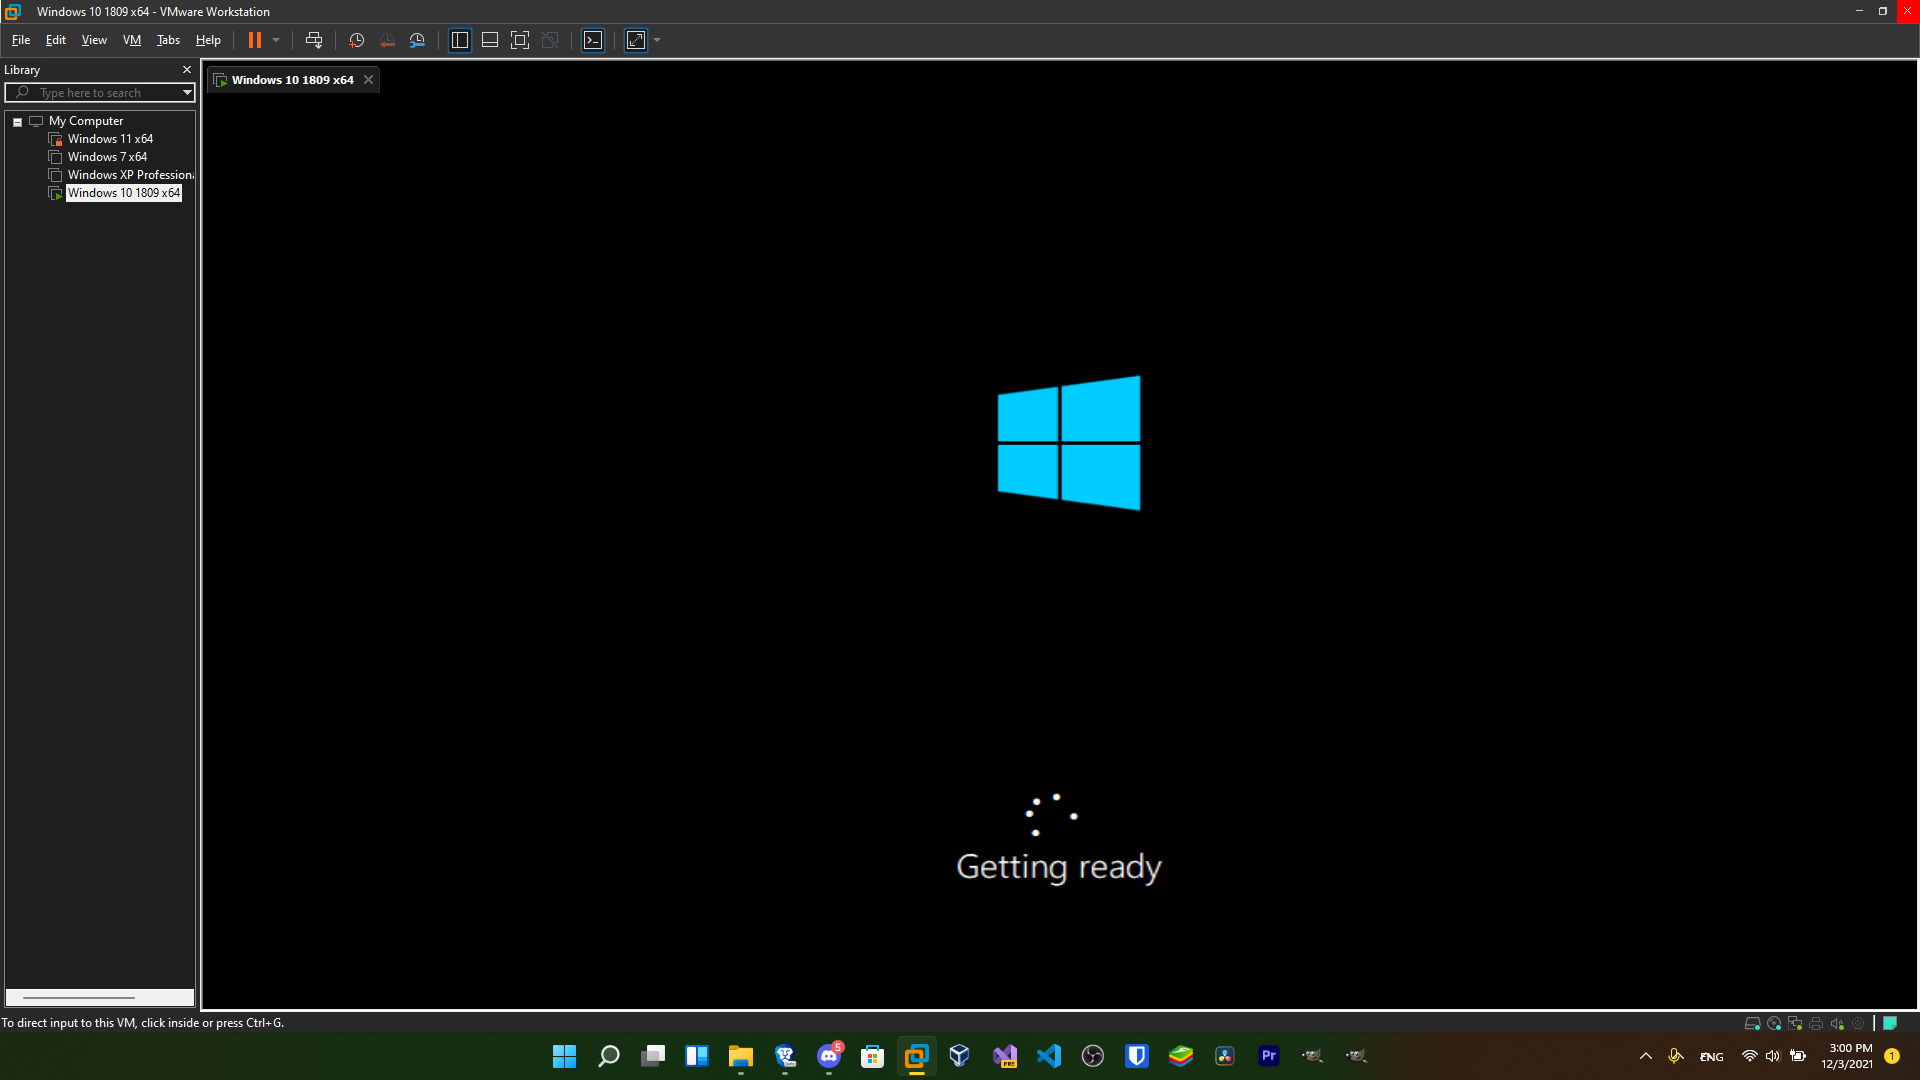 Windows 10 1809 x64 - VMware Workstation
File Edit View VM Tabs Help
Library
Type here to search
My Computer
Windows 11 x64
Windows 7 x64
Windows XP Professiona
Windows 10 1809 x64
Windows 10 1809 x64
Getting ready
To direct input to this VM, click inside or press Ctrl+G.
5
PRE
Pr
ENG
3:00 PM
12/3/2021
1